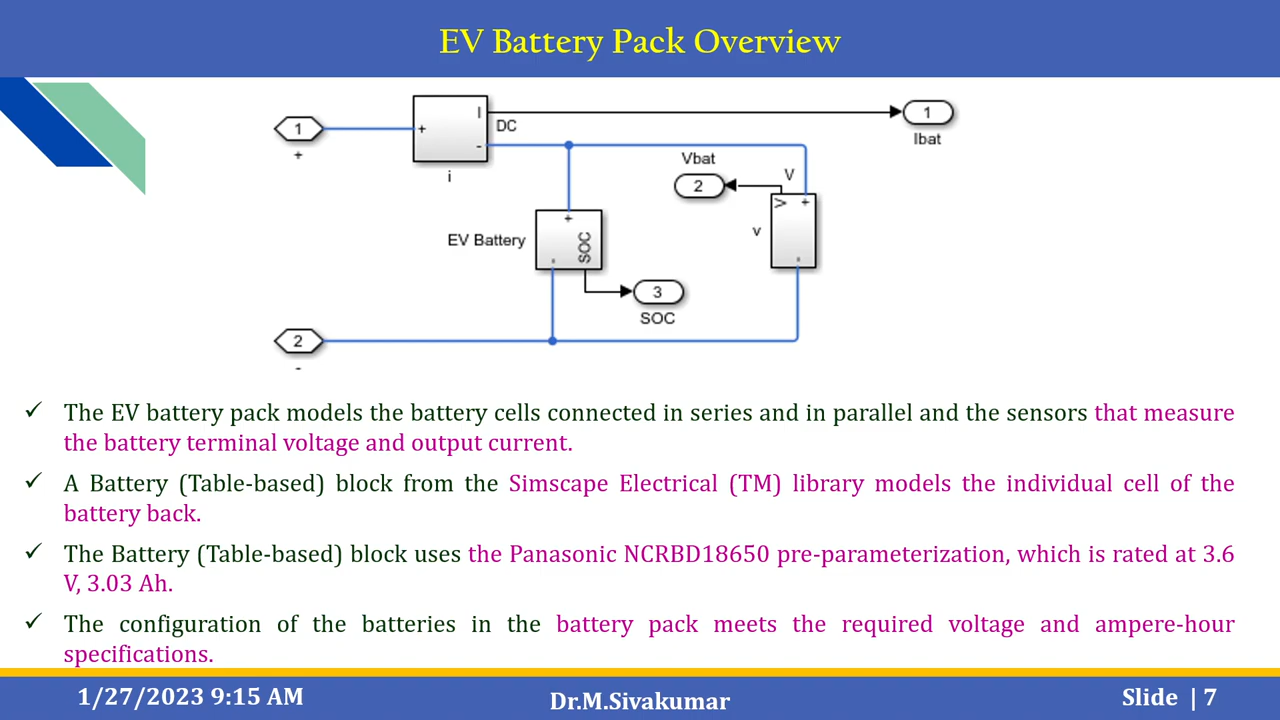 EV Battery Pack Overview
1
+
+
I
-
DC
i
1
Ibat
Vbat
2
V
V
+
v
-
EV Battery
+
SOC
-
3
SOC
2
-
✓ The EV battery pack models the battery cells connected in series and in parallel and the sensors that measure
the battery terminal voltage and output current.
✓ A Battery (Table-based) block from the Simscape Electrical (TM) library models the individual cell of the
battery back.
✓ The Battery (Table-based) block uses the Panasonic NCRBD18650 pre-parameterization, which is rated at 3.6
V, 3.03 Ah.
✓ The configuration of the batteries in the battery pack meets the required voltage and ampere-hour
specifications.
1/27/2023 9:15 AM
Dr.M.Sivakumar
Slide | 7